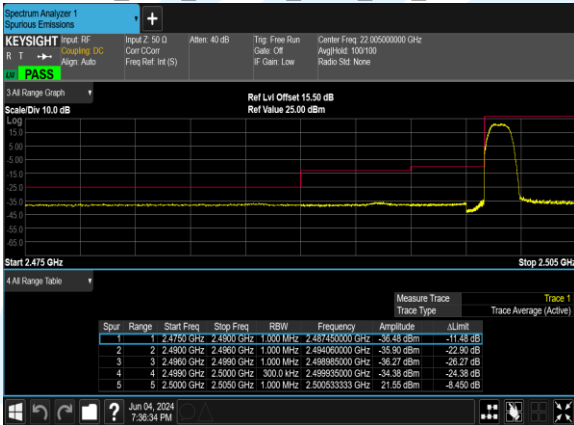 Spectrum Analyzer 1
Spurious Emissions
+
KEYSIGHT Input: RF Input Z: 50 Ω Atten: 40 dB Trig: Free Run Center Freq: 22.005000000 GHz
R T Coupling: DC Corr CCorr Gate: Off Avg|Hold: 100/100
Align: Auto Freq Ref: Int (S) IF Gain: Low Radio Std: None
PASS
3 All Range Graph
Ref Lvl Offset 15.50 dB
Scale/Div 10.0 dB Ref Value 25.00 dBm
Log
15.0
5.00
-5.00
-15.0
-25.0
-35.0
-45.0
-55.0
-65.0
Start 2.475 GHz Stop 2.505 GHz
4 All Range Table
Measure Trace Trace 1
Trace Type Trace Average (Active)
Spur Range Start Freq Stop Freq RBW Frequency Amplitude ΔLimit
1 1 2.4750 GHz 2.4900 GHz 1.000 MHz 2.487450000 GHz -36.48 dBm -11.48 dB
2 2 2.4900 GHz 2.4960 GHz 1.000 MHz 2.494060000 GHz -35.90 dBm -22.90 dB
3 3 2.4960 GHz 2.4990 GHz 1.000 MHz 2.498985000 GHz -36.27 dBm -26.27 dB
4 4 2.4990 GHz 2.5000 GHz 300.0 kHz 2.499935000 GHz -34.38 dBm -24.38 dB
5 5 2.5000 GHz 2.5050 GHz 1.000 MHz 2.500533333 GHz 21.55 dBm -8.450 dB
?
Jun 04, 2024
7:36:34 PM